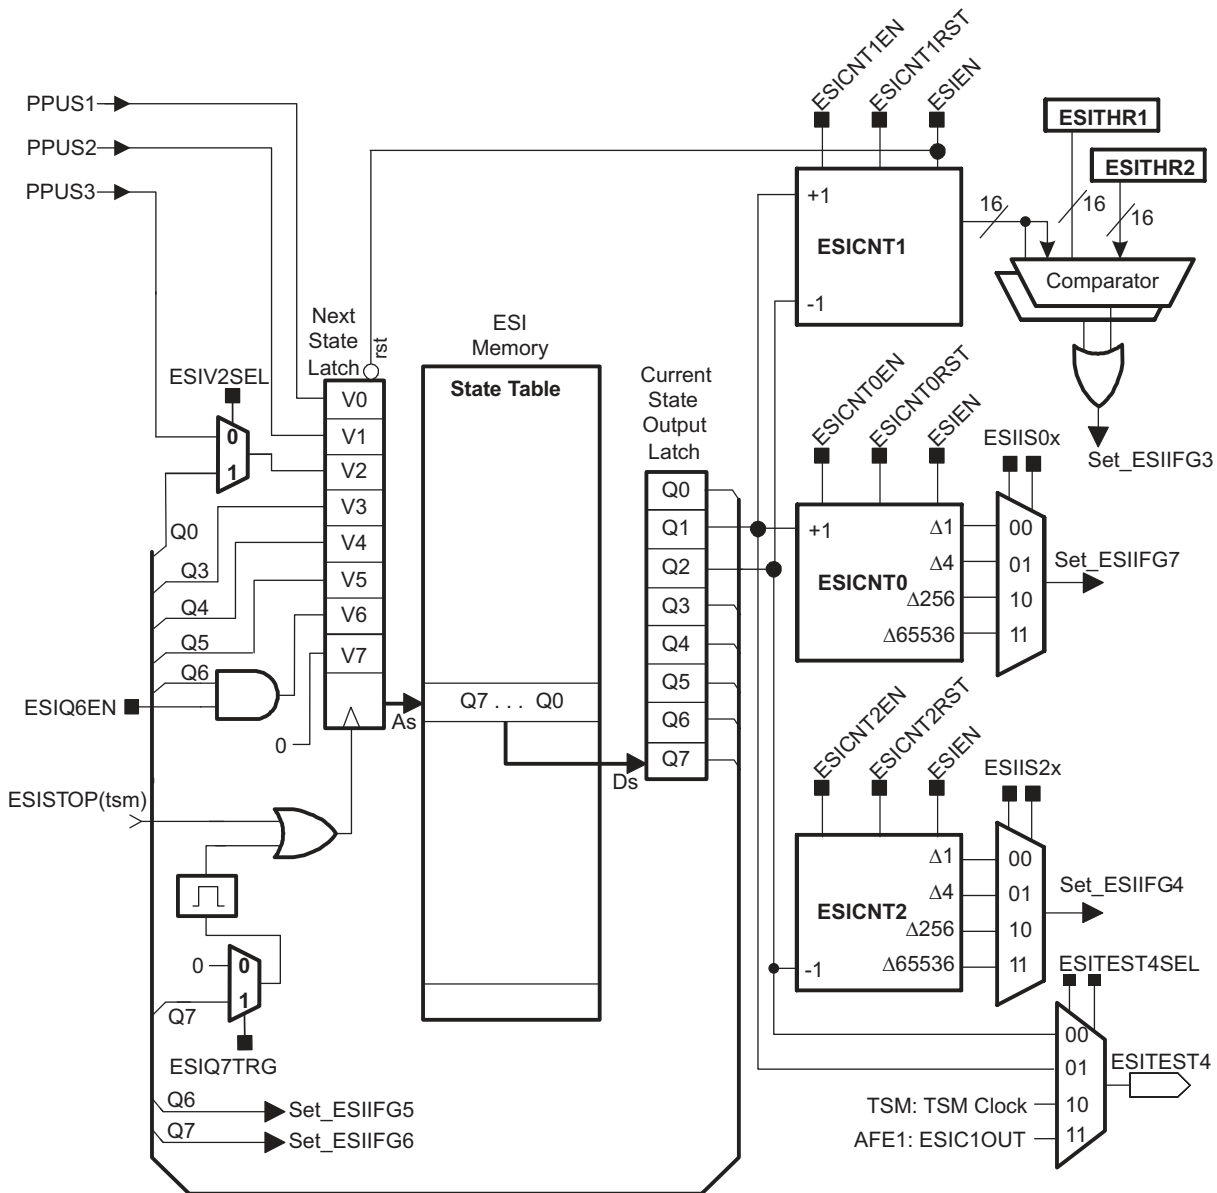 PPUS1
PPUS2
PPUS3
ESIV2SEL
0
1
Q0
Q3
Q4
Q5
Q6
ESIQ6EN
0
ESISTOP(tsm)
0
0
1
Q7
ESIQ7TRG
Q6
Set_ESIIFG5
Q7
Set_ESIIFG6
Next
State
Latch
rst
V0
V1
V2
V3
V4
V5
V6
V7
As
ESI
Memory
State Table
Q7 . . . Q0
Ds
Current
State
Output
Latch
Q0
Q1
Q2
Q3
Q4
Q5
Q6
Q7
ESICNT1EN
ESICNT1RST
ESIEN
+1
ESICNT1
-1
16
ESITHR1
ESITHR2
16
16
Comparator
Set_ESIIFG3
ESICNT0EN
ESICNT0RST
ESIEN
ESIIS0x
+1
ESICNT0
Δ1
Δ4
Δ256
Δ65536
00
01
10
11
Set_ESIIFG7
ESICNT2EN
ESICNT2RST
ESIEN
ESIIS2x
ESICNT2
-1
Δ1
Δ4
Δ256
Δ65536
00
01
10
11
Set_ESIIFG4
ESITEST4SEL
00
01
10
11
TSM: TSM Clock
AFE1: ESIC1OUT
ESITEST4